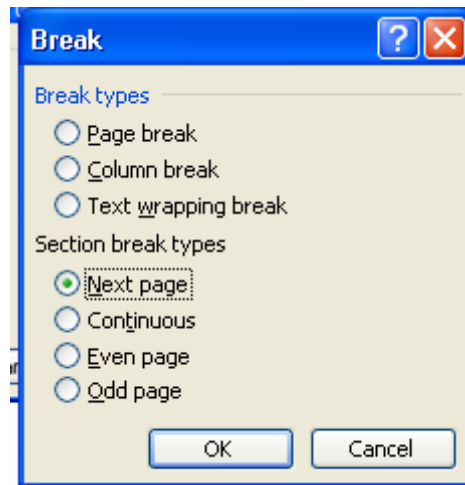 Break
?
Break types
Page break
Column break
Text wrapping break
Section break types
Next page
Continuous
Even page
Odd page
OK Cancel